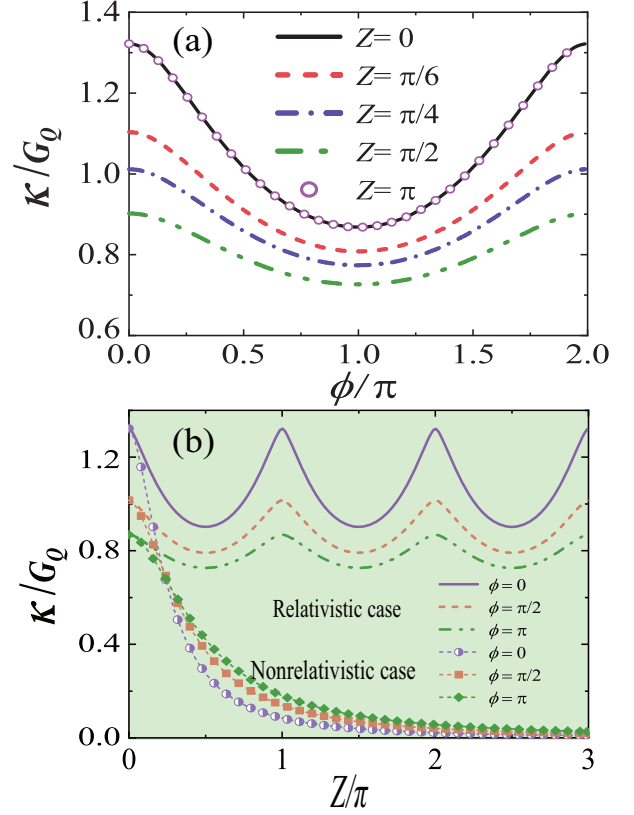 (a)
Z= 0
Z= π/6
Z= π/4
Z= π/2
Z= π
κ/G_Q
1.4
1.2
1.0
0.8
0.6
0.0 0.5 1.0 1.5 2.0
ϕ/π
(b)
κ/G_Q
1.2
0.8
0.4
0.0
Relativistic case
Nonrelativistic case
ϕ = 0
ϕ = π/2
ϕ = π
ϕ = 0
ϕ = π/2
ϕ = π
0 1 2 3
Z/π